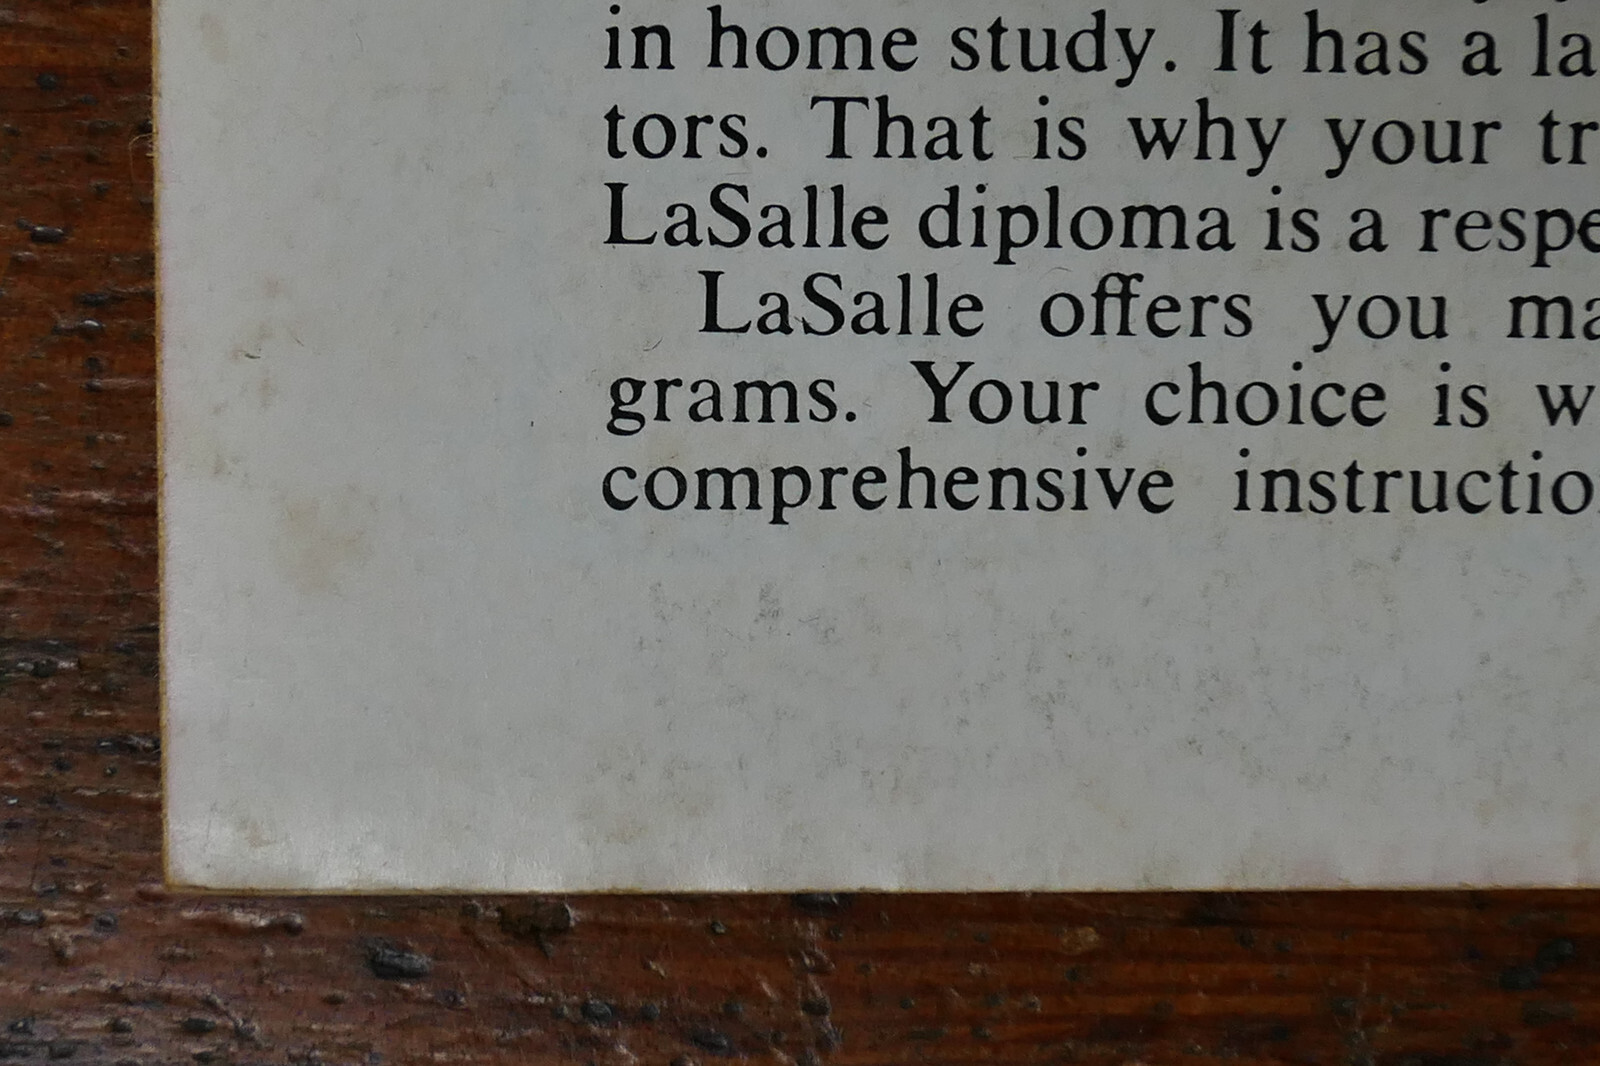 in home study. It has a la
tors. That is why your tr
LaSalle diploma is a respe
LaSalle offers you ma
grams. Your choice is w
comprehensive instructio